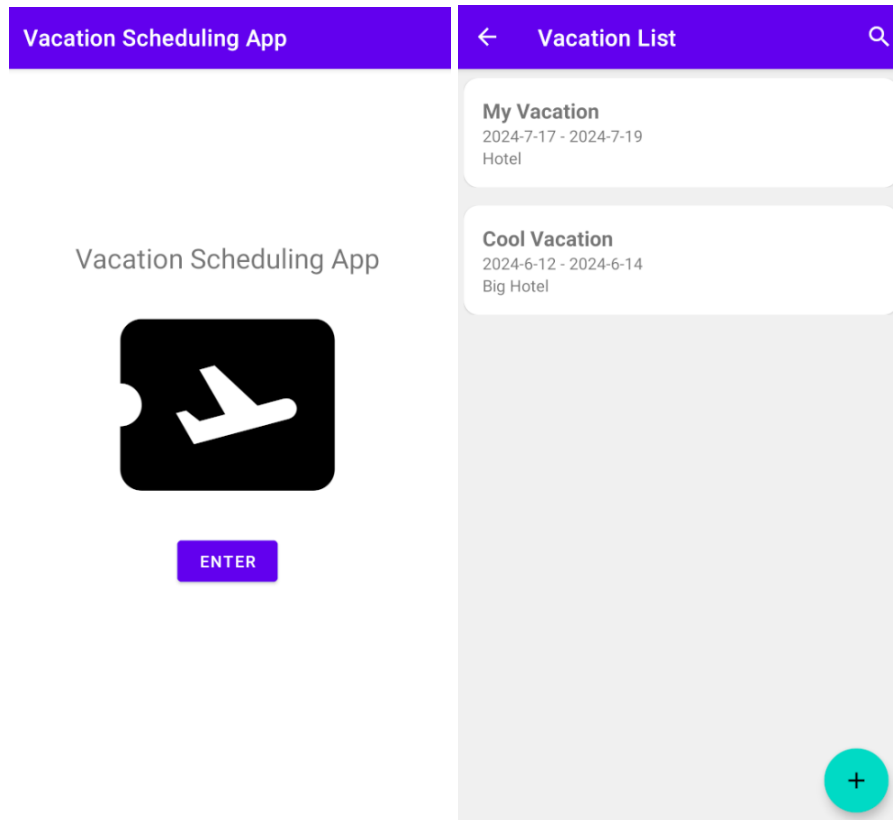 Vacation Scheduling App
Vacation Scheduling App
ENTER
Vacation List
My Vacation
2024-7-17 - 2024-7-19
Hotel
Cool Vacation
2024-6-12 - 2024-6-14
Big Hotel
+